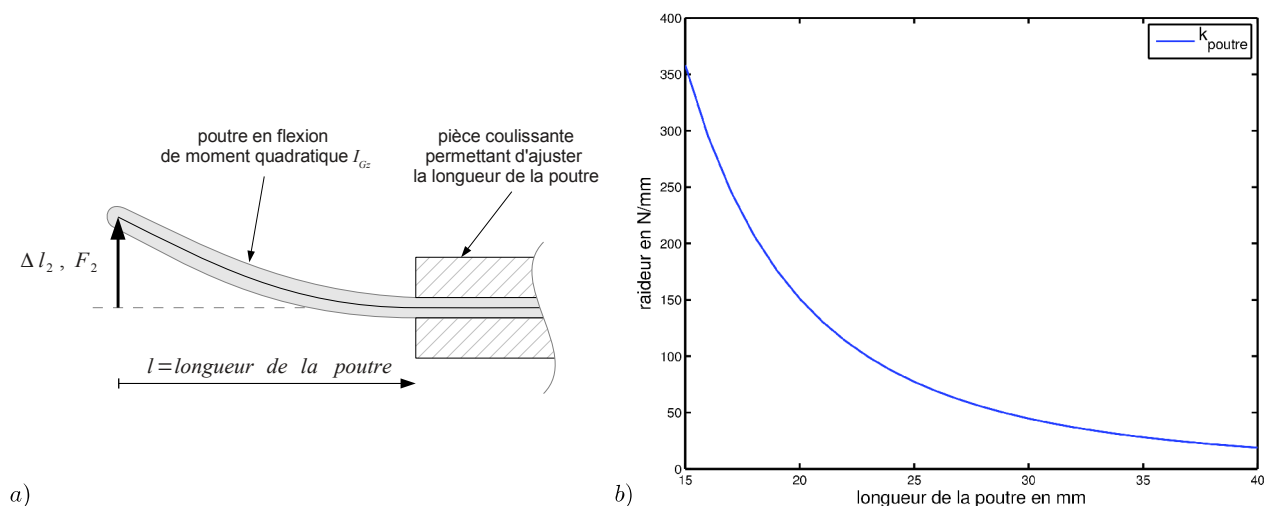 poutre en flexion
de moment quadratique I_Gz
pièce coulissante
permettant d'ajuster
la longueur de la poutre
Δ l_2 , F_2
l=longueur de la poutre
a)
400
350
300
250
200
150
100
50
0
15 20 25 30 35 40
raideur en N/mm
longueur de la poutre en mm
k_poutre
b)